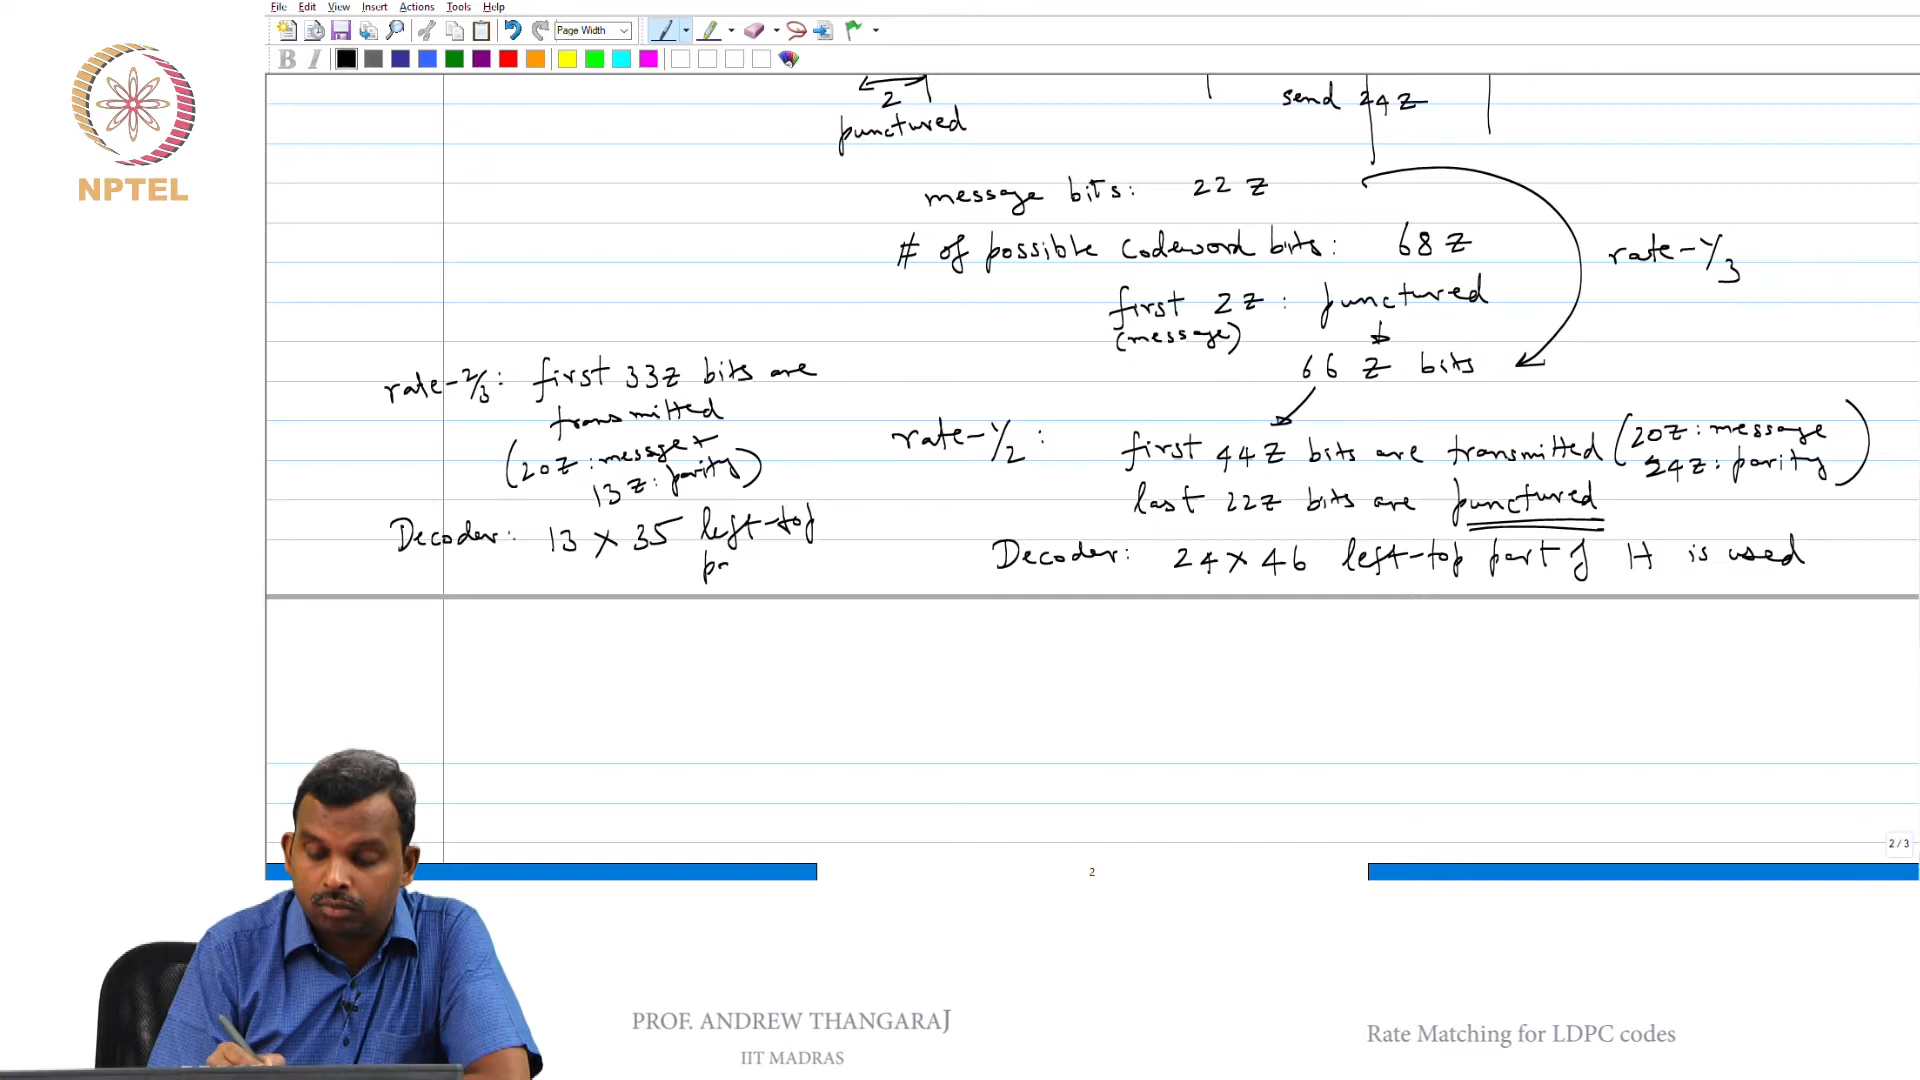 File Edit View Insert Actions Tools Help
Page Width
B I
NPTEL
2
punctured
send 24 Z
message bits: 22 Z
# of possible codeword bits: 68 Z
rate-1/3
first 2Z: punctured
(message)
66 Z bits
rate-2/3: first 33Z bits are
transmitted
(20Z: message +
13Z: parity)
Decoder: 13 X 35 left-top
p
rate-1/2: first 44Z bits are transmitted (20Z: message
24Z: parity)
last 22Z bits are punctured
Decoder: 24 X 46 left-top part of H is used
2/3
2
PROF. ANDREW THANGARAJ
IIT MADRAS
Rate Matching for LDPC codes